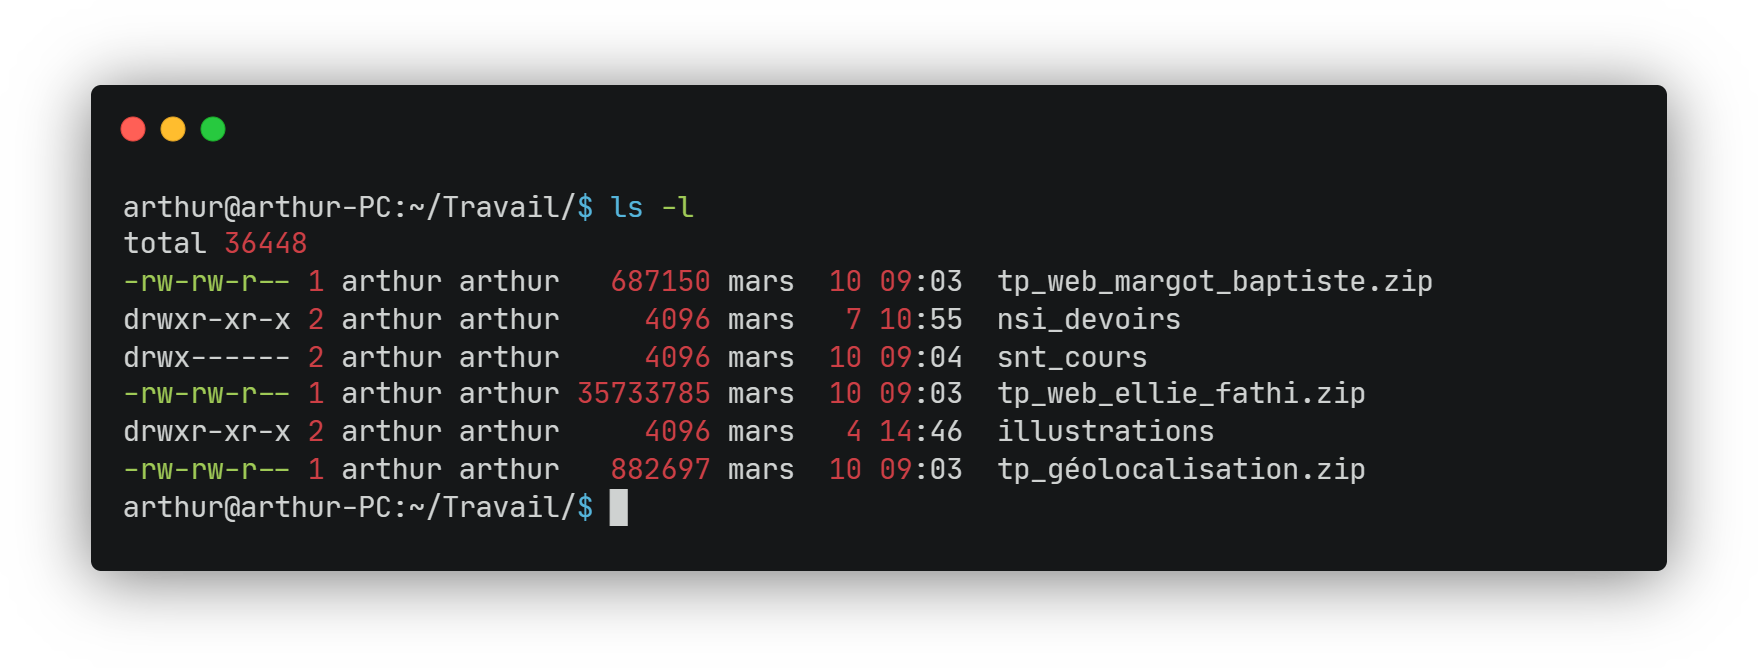 arthur@arthur-PC:~/Travail/$ ls -l
total 36448
-rw-rw-r-- 1 arthur arthur   687150 mars  10 09:03  tp_web_margot_baptiste.zip
drwxr-xr-x 2 arthur arthur     4096 mars   7 10:55  nsi_devoirs
drwx------ 2 arthur arthur     4096 mars  10 09:04  snt_cours
-rw-rw-r-- 1 arthur arthur 35733785 mars  10 09:03  tp_web_ellie_fathi.zip
drwxr-xr-x 2 arthur arthur     4096 mars   4 14:46  illustrations
-rw-rw-r-- 1 arthur arthur   882697 mars  10 09:03  tp_géolocalisation.zip
arthur@arthur-PC:~/Travail/$